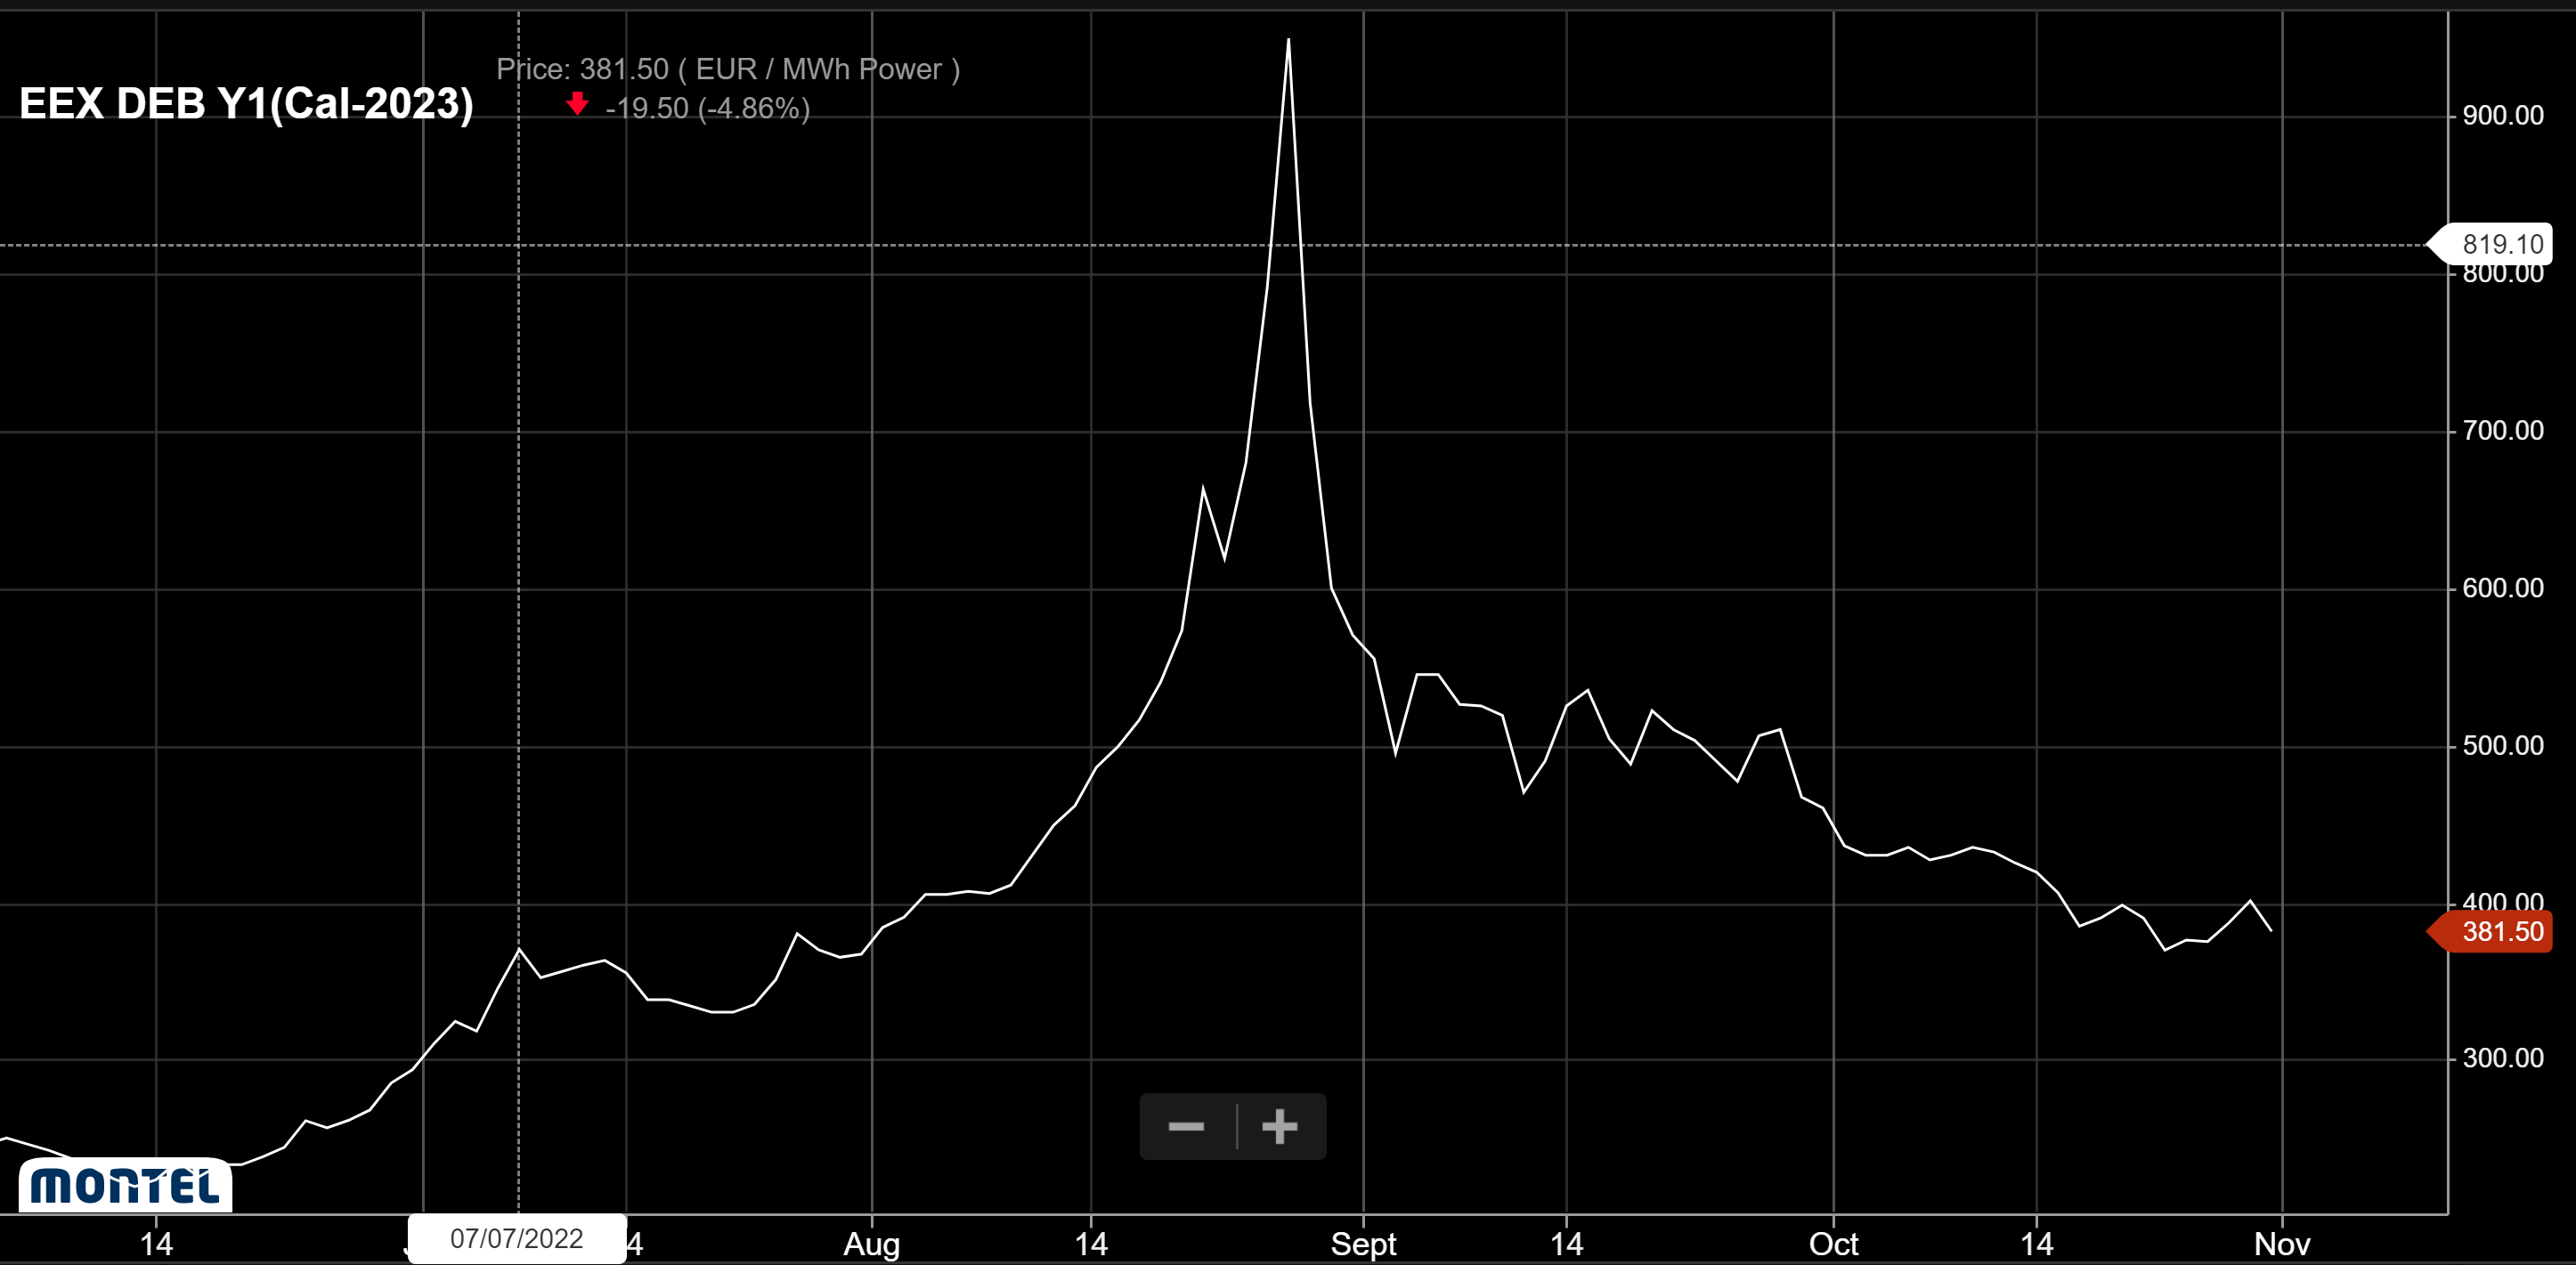 EEX DEB Y1(Cal-2023)
Price: 381.50 ( EUR / MWh Power )
-19.50 (-4.86%)
900.00
819.10
800.00
700.00
600.00
500.00
400.00
381.50
300.00
MONTEL
14
07/07/2022
4
Aug
14
Sept
14
Oct
14
Nov